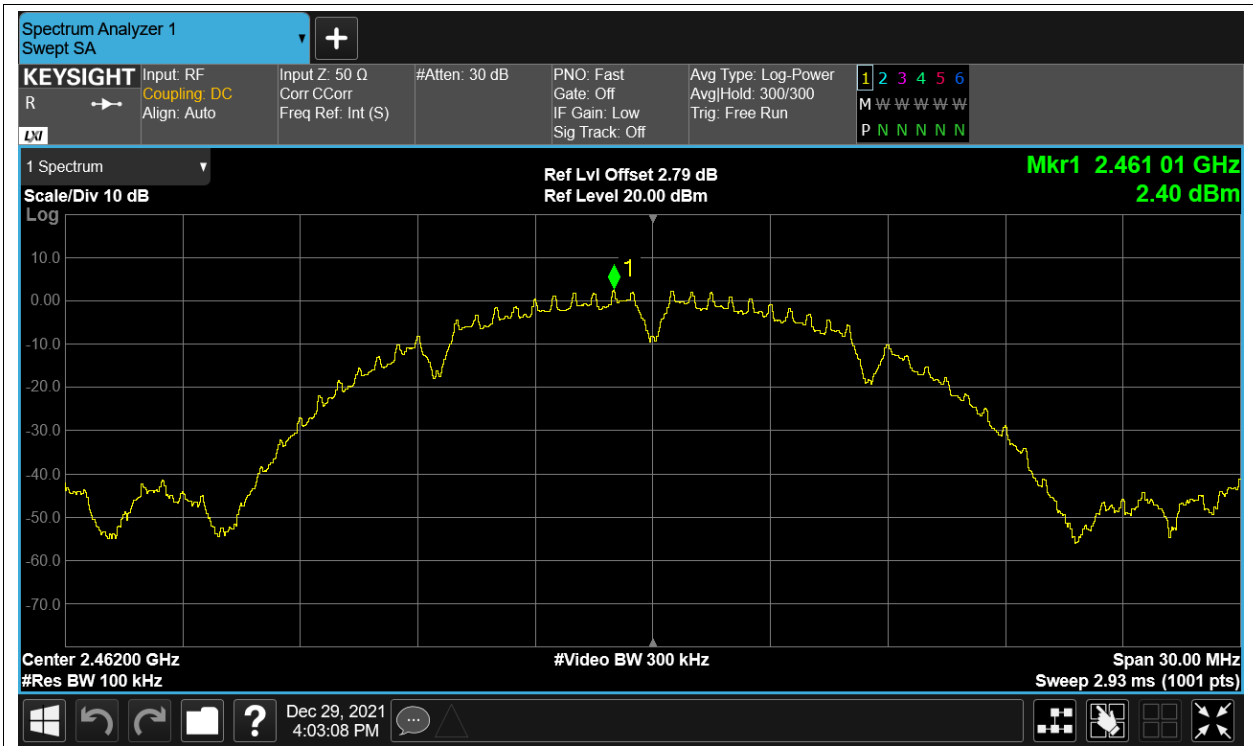 Spectrum Analyzer 1
Swept SA
KEYSIGHT
R
LXI
Input: RF
Coupling: DC
Align: Auto
Input Z: 50 Ω
Corr CCorr
Freq Ref: Int (S)
#Atten: 30 dB
PNO: Fast
Gate: Off
IF Gain: Low
Sig Track: Off
Avg Type: Log-Power
Avg|Hold: 300/300
Trig: Free Run
1 2 3 4 5 6
M W W W W W
P N N N N N
1 Spectrum
Scale/Div 10 dB
Log
Ref Lvl Offset 2.79 dB
Ref Level 20.00 dBm
Mkr1 2.461 01 GHz
2.40 dBm
1
10.0
0.00
-10.0
-20.0
-30.0
-40.0
-50.0
-60.0
-70.0
Center 2.46200 GHz
#Video BW 300 kHz
Span 30.00 MHz
#Res BW 100 kHz
Sweep 2.93 ms (1001 pts)
?
Dec 29, 2021
4:03:08 PM